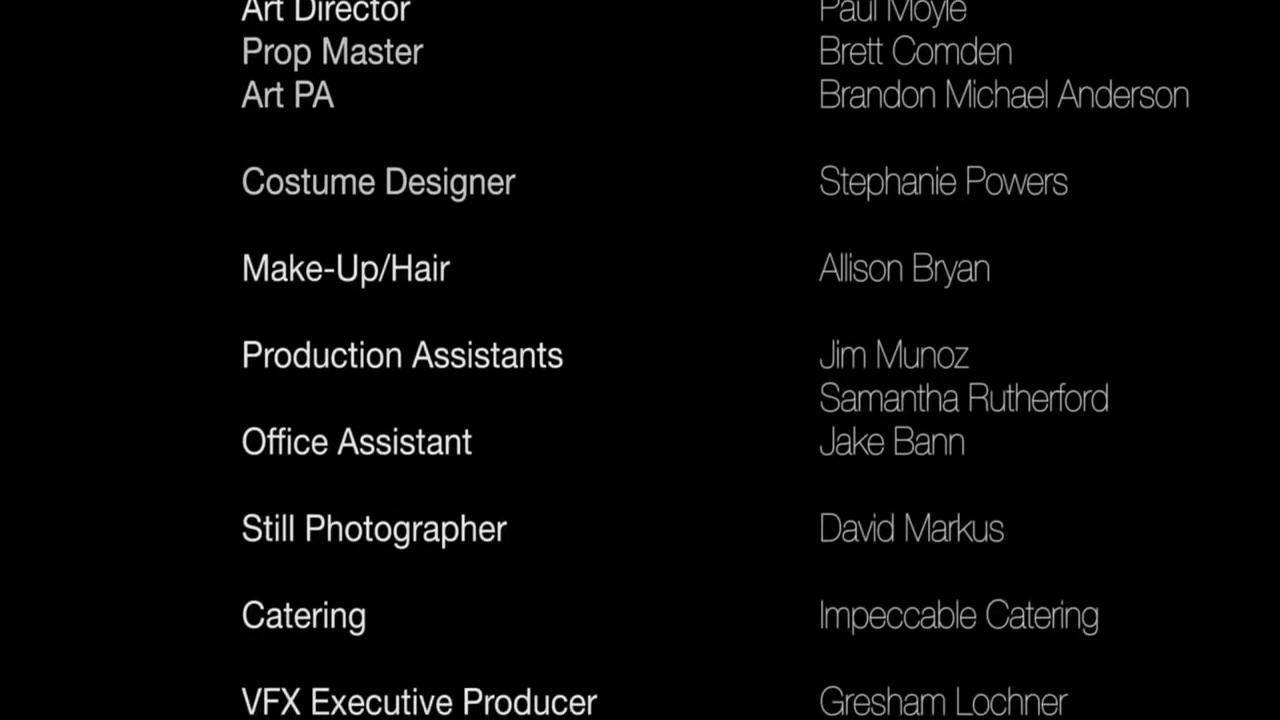 Art Director Paul Moyle
Prop Master Brett Comden
Art PA Brandon Michael Anderson
Costume Designer Stephanie Powers
Make-Up/Hair Allison Bryan
Production Assistants Jim Munoz
Samantha Rutherford
Office Assistant Jake Bann
Still Photographer David Markus
Catering Impeccable Catering
VFX Executive Producer Gresham Lochner